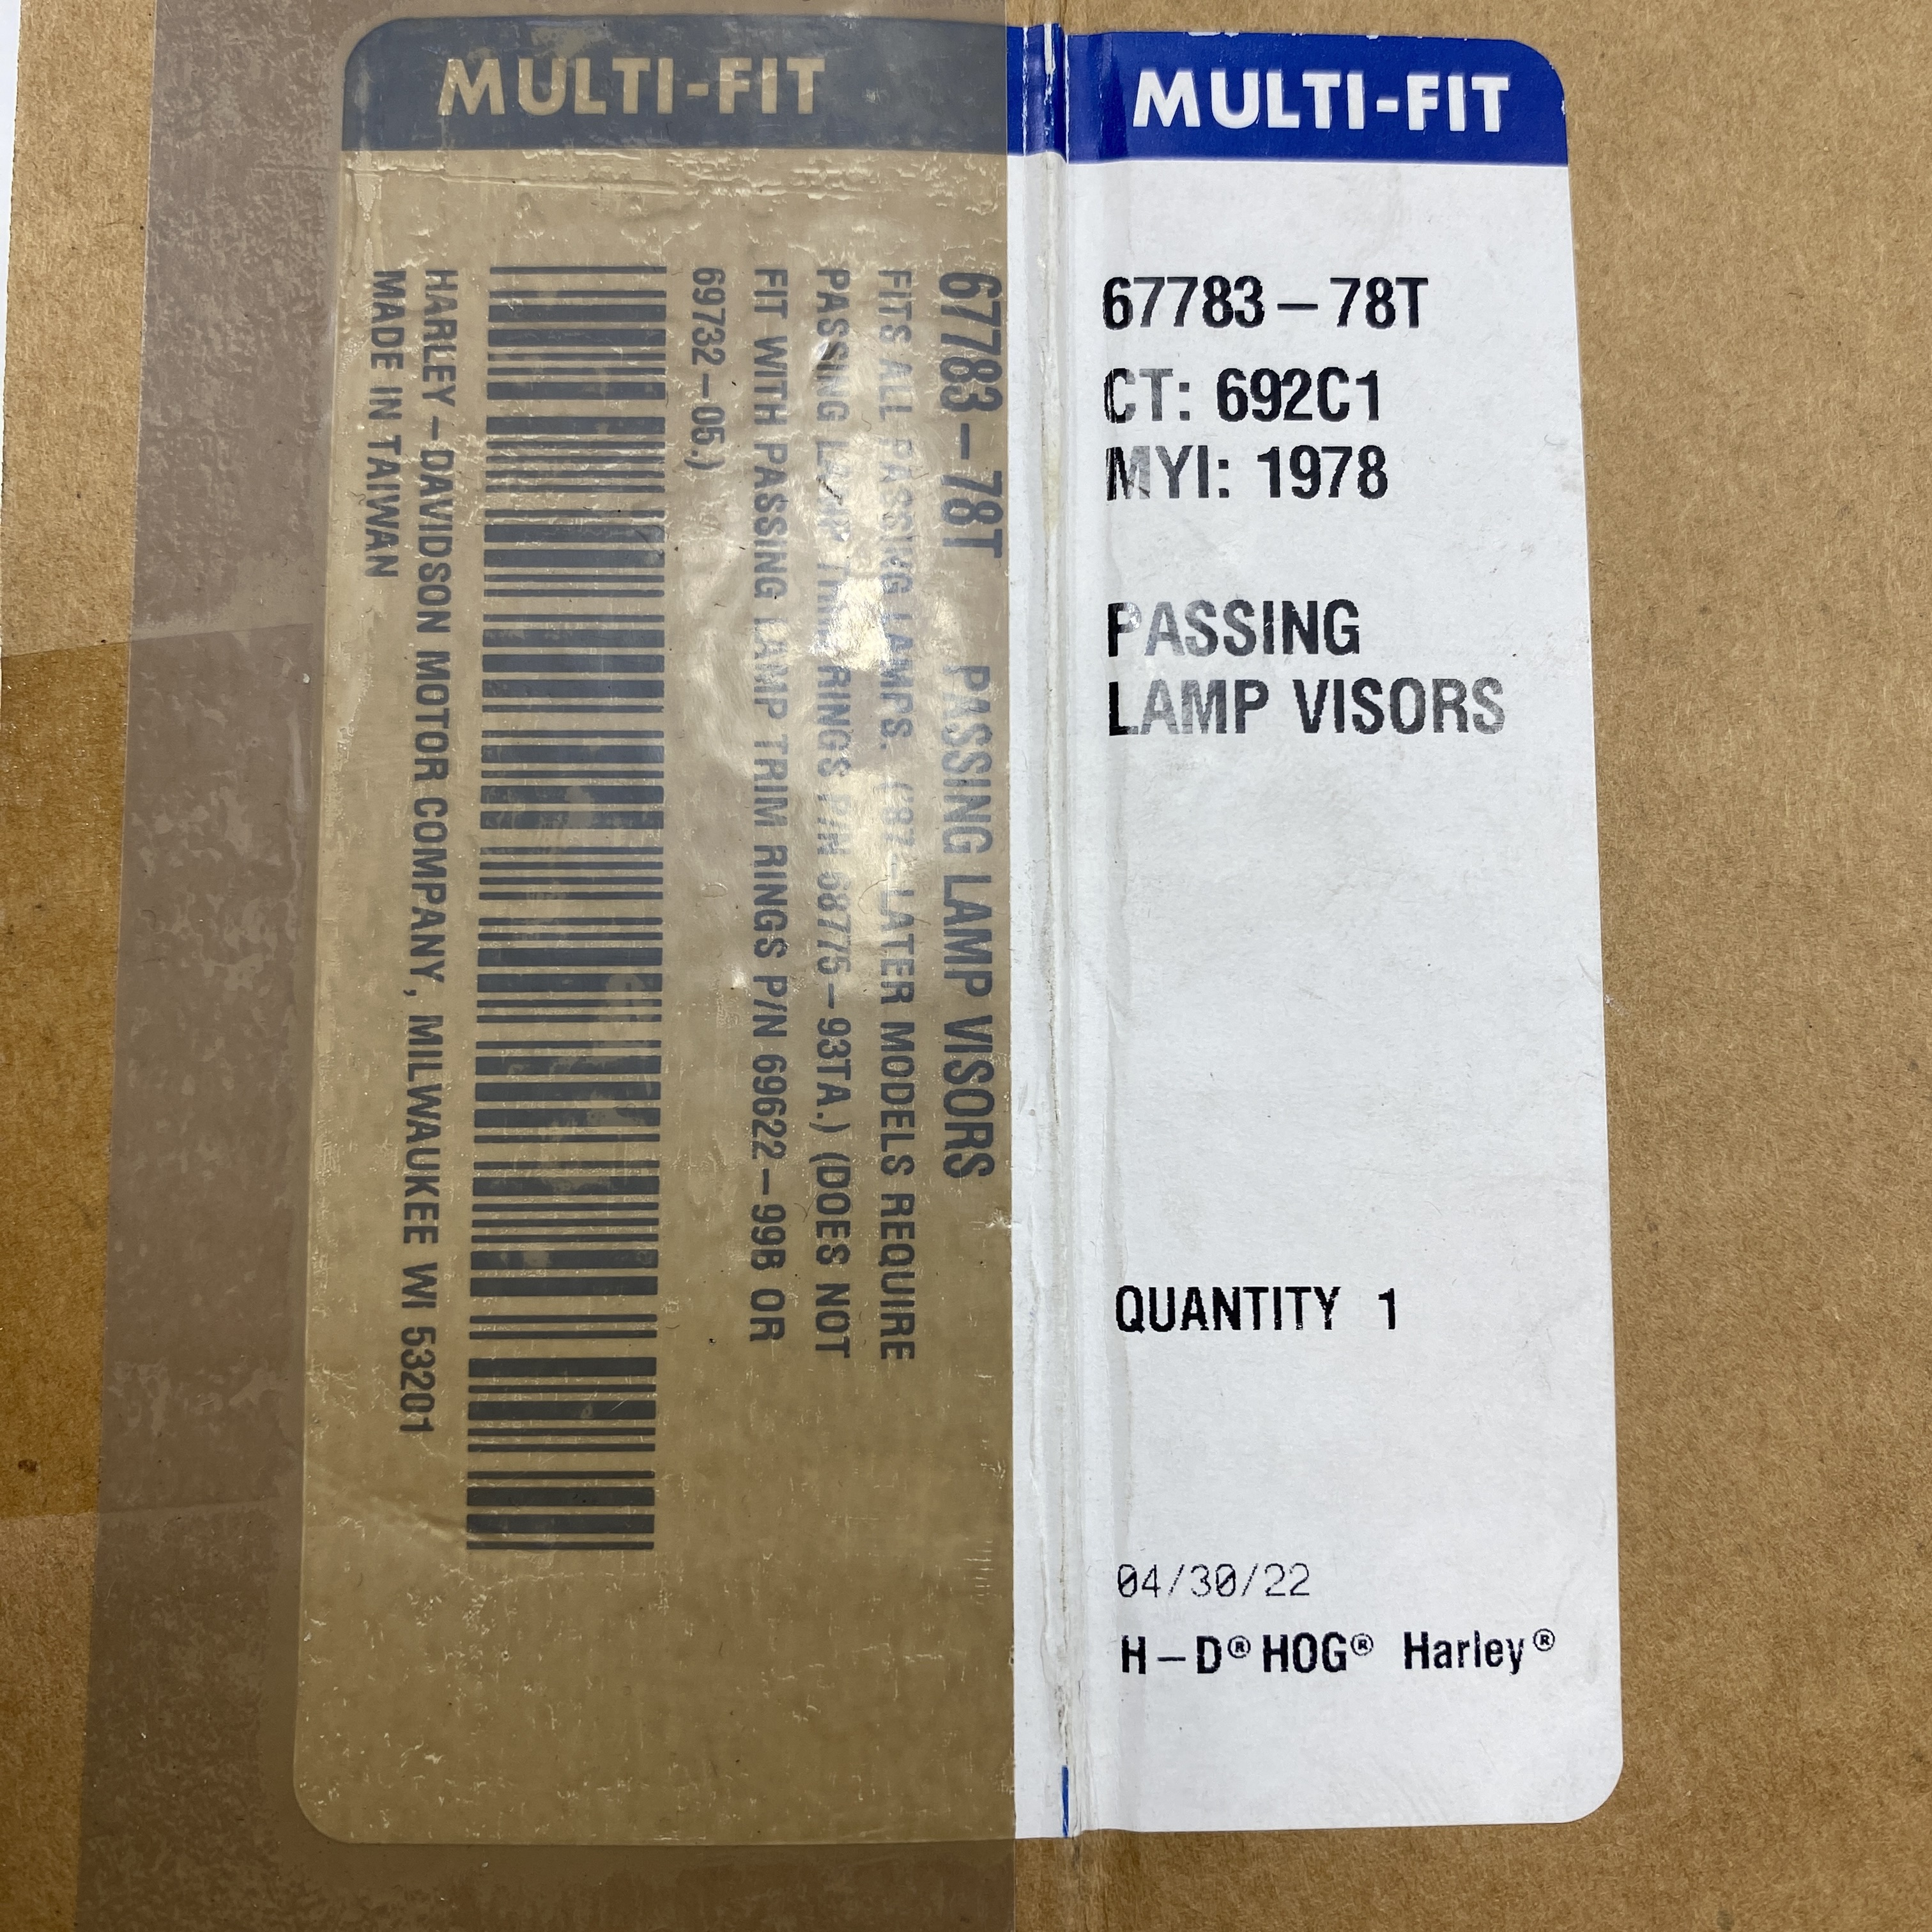 MULTI-FIT
67783-78T PASSING LAMP VISORS
FITS ALL PASSING LAMPS. ('87-LATER MODELS REQUIRE
PASSING LAMP TRIM RINGS P/N 68775-93TA.) (DOES NOT
FIT WITH PASSING LAMP TRIM RINGS P/N 69622-99B OR
69732-05.)
HARLEY-DAVIDSON MOTOR COMPANY, MILWAUKEE WI 53201
MADE IN TAIWAN
MULTI-FIT
67783-78T
CT: 692C1
MYI: 1978
PASSING
LAMP VISORS
QUANTITY 1
04/30/22
H-D® HOG® Harley®